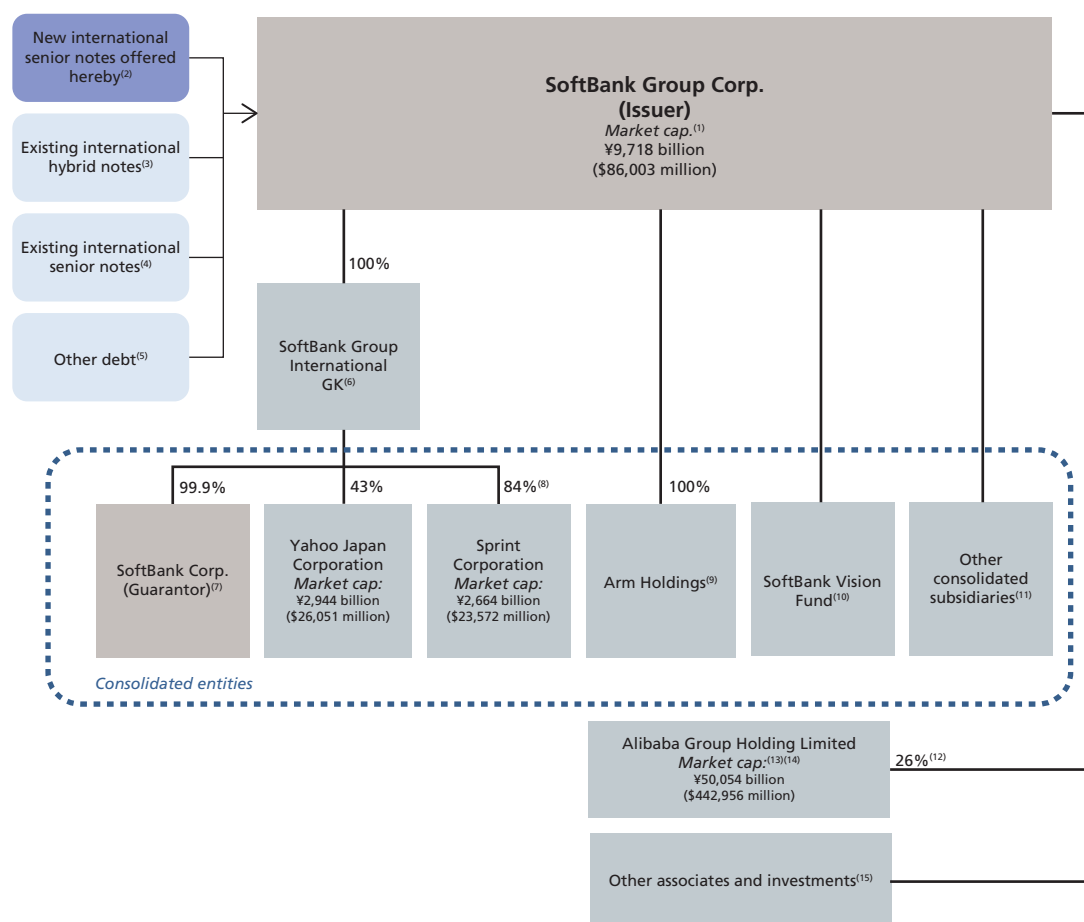 New international
senior notes offered
hereby(2)
Existing international
hybrid notes(3)
Existing international
senior notes(4)
Other debt(5)
SoftBank Group Corp.
(Issuer)
Market cap.(1)
¥9,718 billion
($86,003 million)
100%
SoftBank Group
International
GK(6)
99.9%
43%
84%(8)
100%
SoftBank Corp.
(Guarantor)(7)
Yahoo Japan
Corporation
Market cap:
¥2,944 billion
($26,051 million)
Sprint
Corporation
Market cap:
¥2,664 billion
($23,572 million)
Arm Holdings(9)
SoftBank Vision
Fund(10)
Other
consolidated
subsidiaries(11)
Consolidated entities
Alibaba Group Holding Limited
Market cap:(13)(14)
¥50,054 billion
($442,956 million)
26%(12)
Other associates and investments(15)